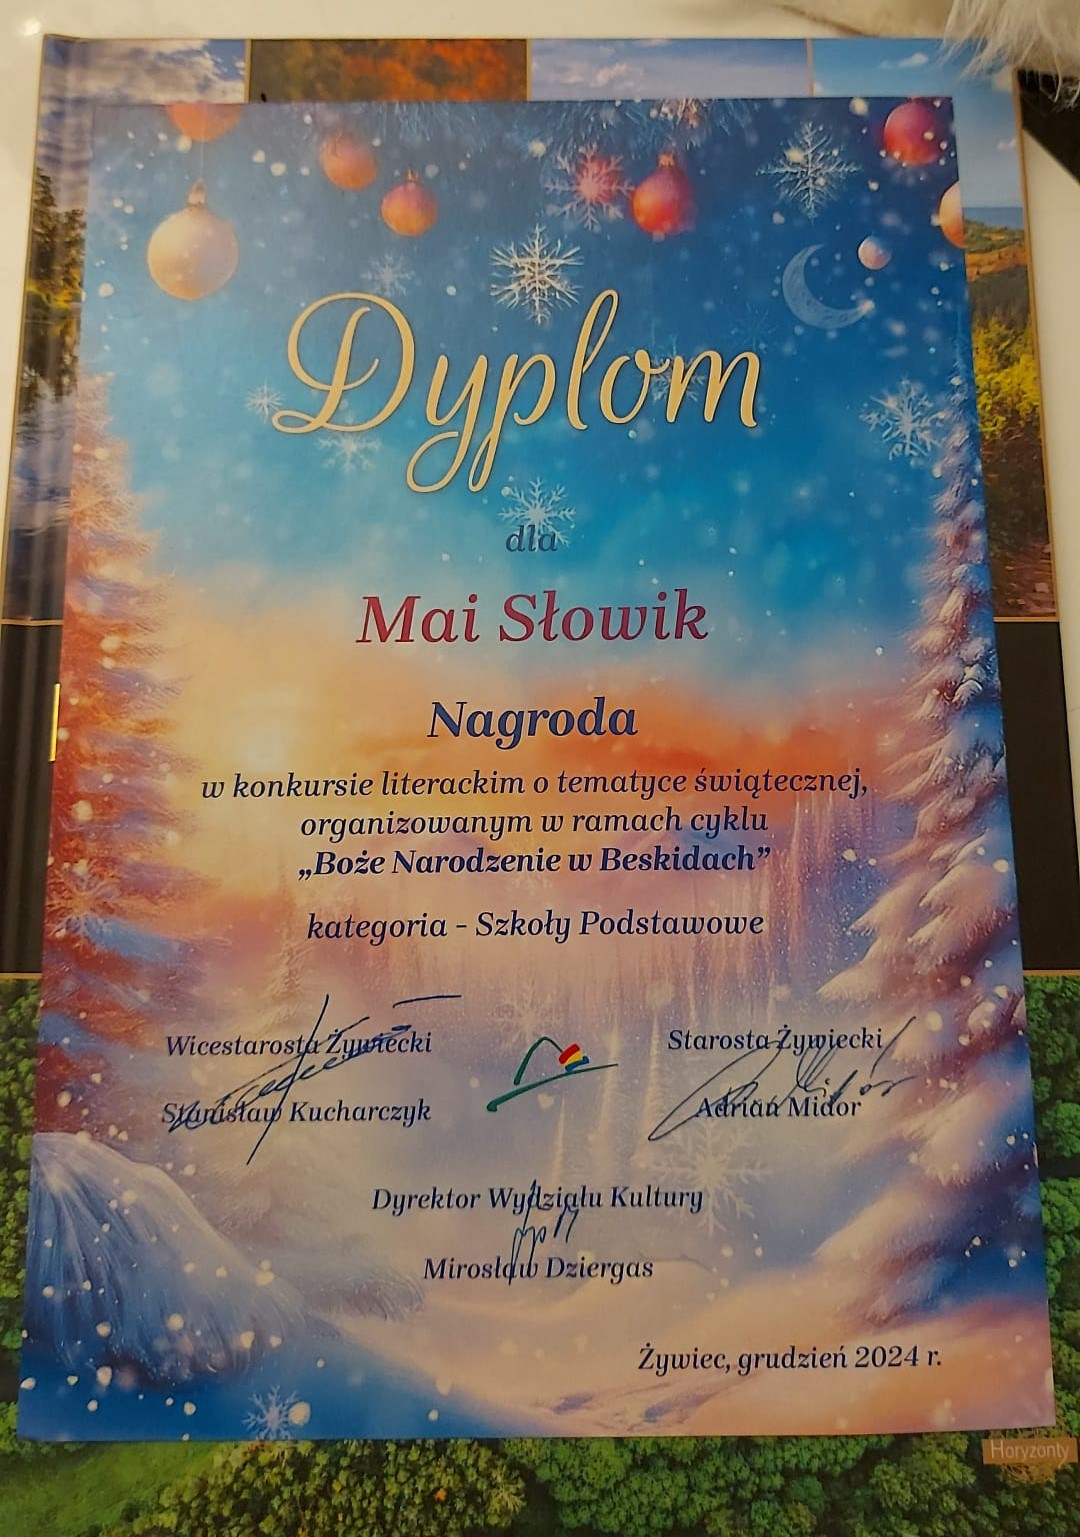 Dyplom
dla
Mai Słowik
Nagroda
w konkursie literackim o tematyce świątecznej,
organizowanym w ramach cyklu
„Boże Narodzenie w Beskidach”
kategoria - Szkoły Podstawowe
Wicestarosta Żywiecki
Stanisław Kucharczyk
Starosta Żywiecki
Adrian Midor
Dyrektor Wydziału Kultury
Mirosław Dziergas
Żywiec, grudzień 2024 r.
Horyzonty